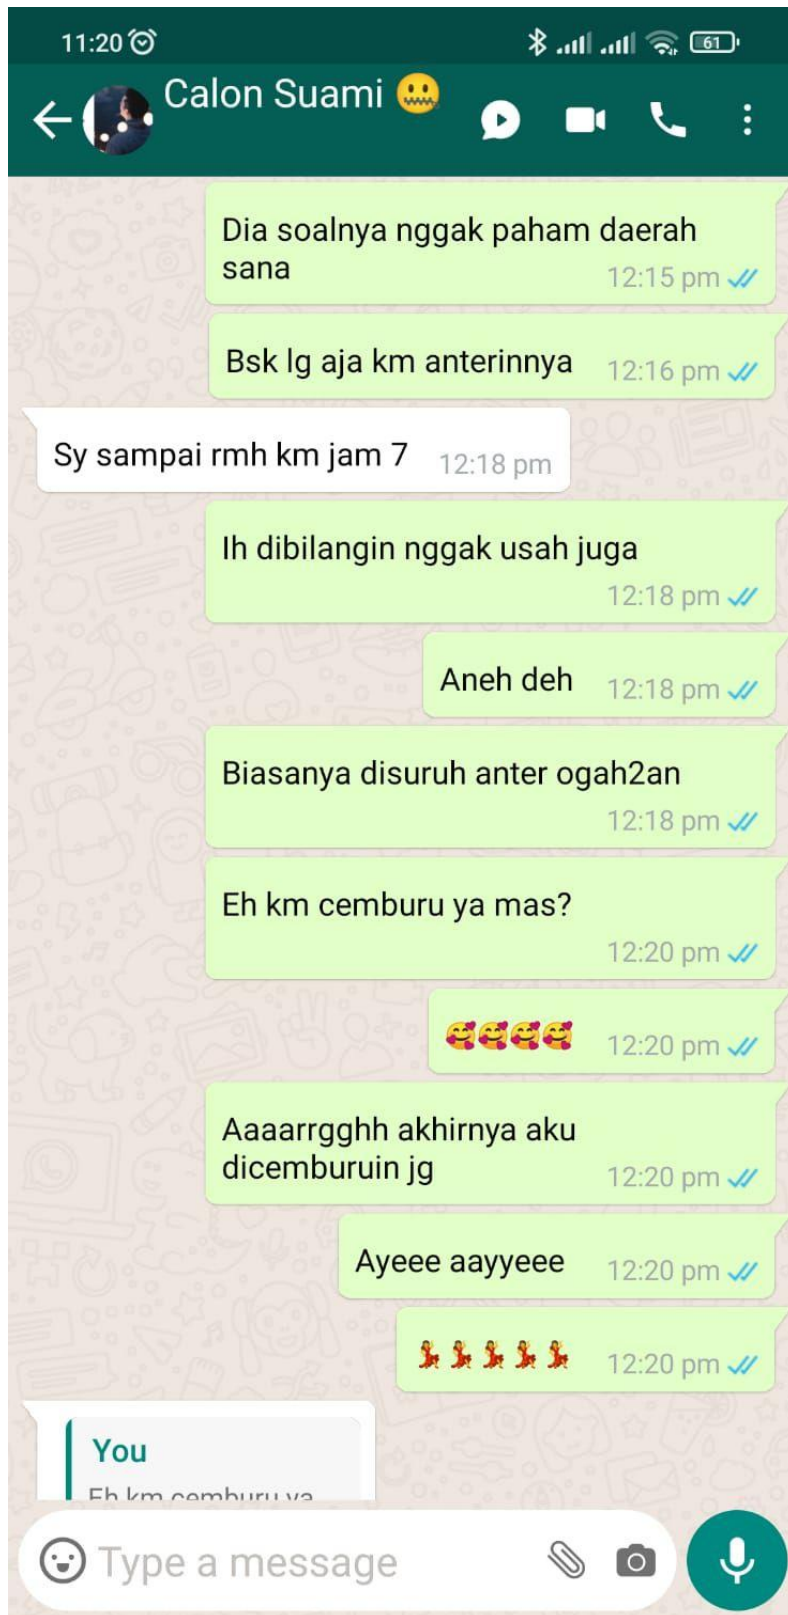 11:20
61
Calon Suami 🤐
Dia soalnya nggak paham daerah
sana
12:15 pm
Bsk lg aja km anterinnya
12:16 pm
Sy sampai rmh km jam 7
12:18 pm
Ih dibilangin nggak usah juga
12:18 pm
Aneh deh
12:18 pm
Biasanya disuruh anter ogah2an
12:18 pm
Eh km cemburu ya mas?
12:20 pm
🥰🥰🥰🥰
12:20 pm
Aaaarrgghh akhirnya aku
dicemburuin jg
12:20 pm
Ayeee aayyeee
12:20 pm
💃💃💃💃💃
12:20 pm
You
Eh km cemburu ya
Type a message